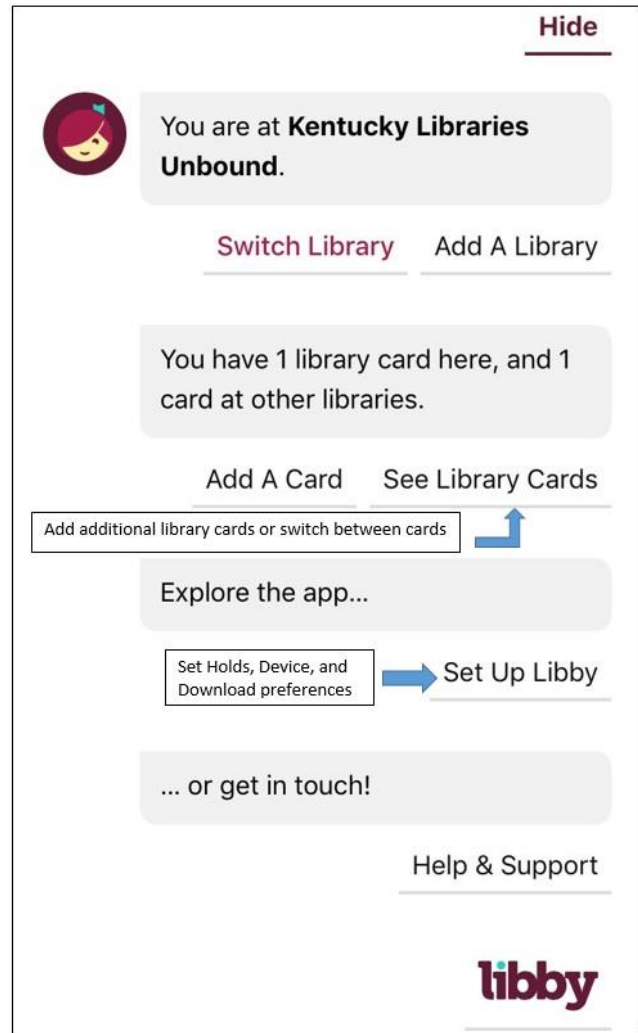 Hide
You are at Kentucky Libraries
Unbound.
Switch Library Add A Library
You have 1 library card here, and 1
card at other libraries.
Add A Card See Library Cards
Add additional library cards or switch between cards
Explore the app...
Set Holds, Device, and
Download preferences
Set Up Libby
... or get in touch!
Help & Support
libby